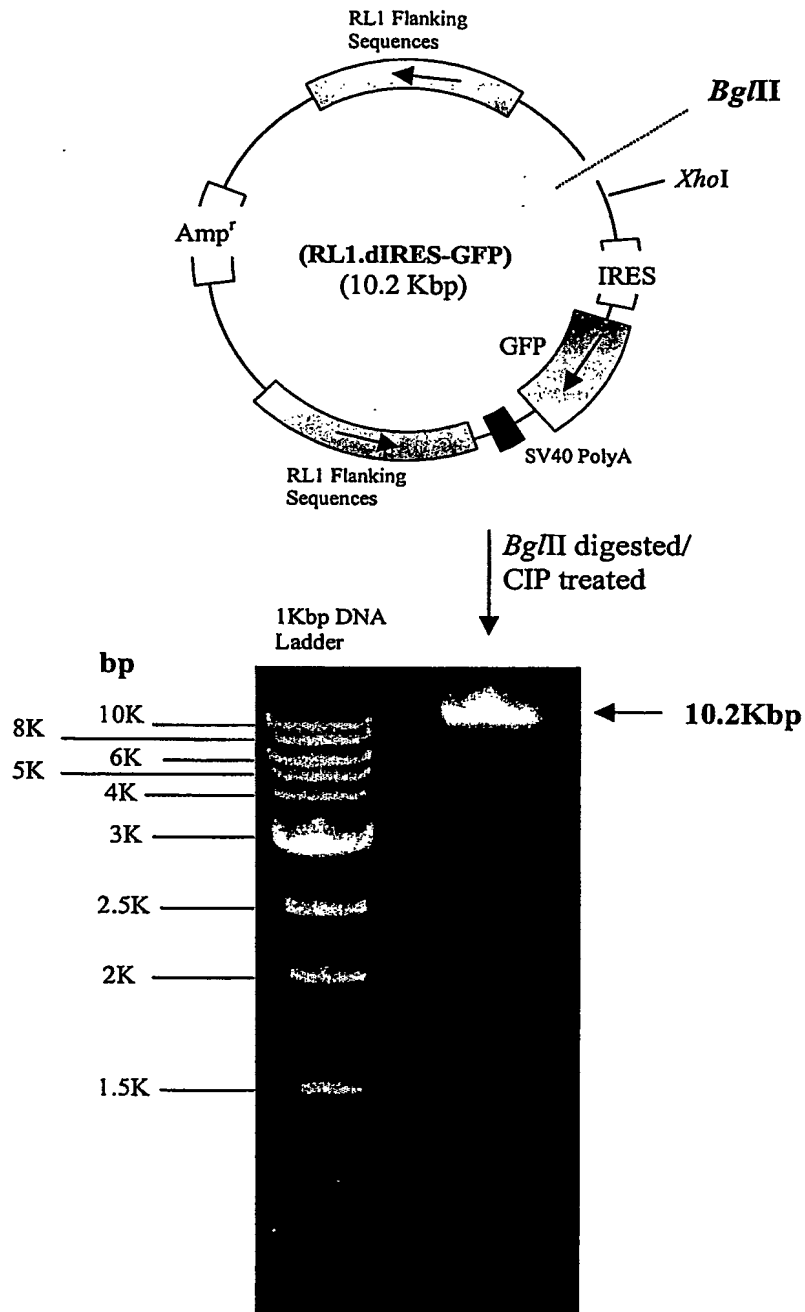 RL1 Flanking
Sequences
BglII
XhoI
Ampr
(RL1.dIRES-GFP)
(10.2 Kbp)
IRES
GFP
SV40 PolyA
RL1 Flanking
Sequences
BglII digested/
CIP treated
1Kbp DNA
Ladder
bp
10K
8K
6K
5K
4K
3K
2.5K
2K
1.5K
10.2Kbp